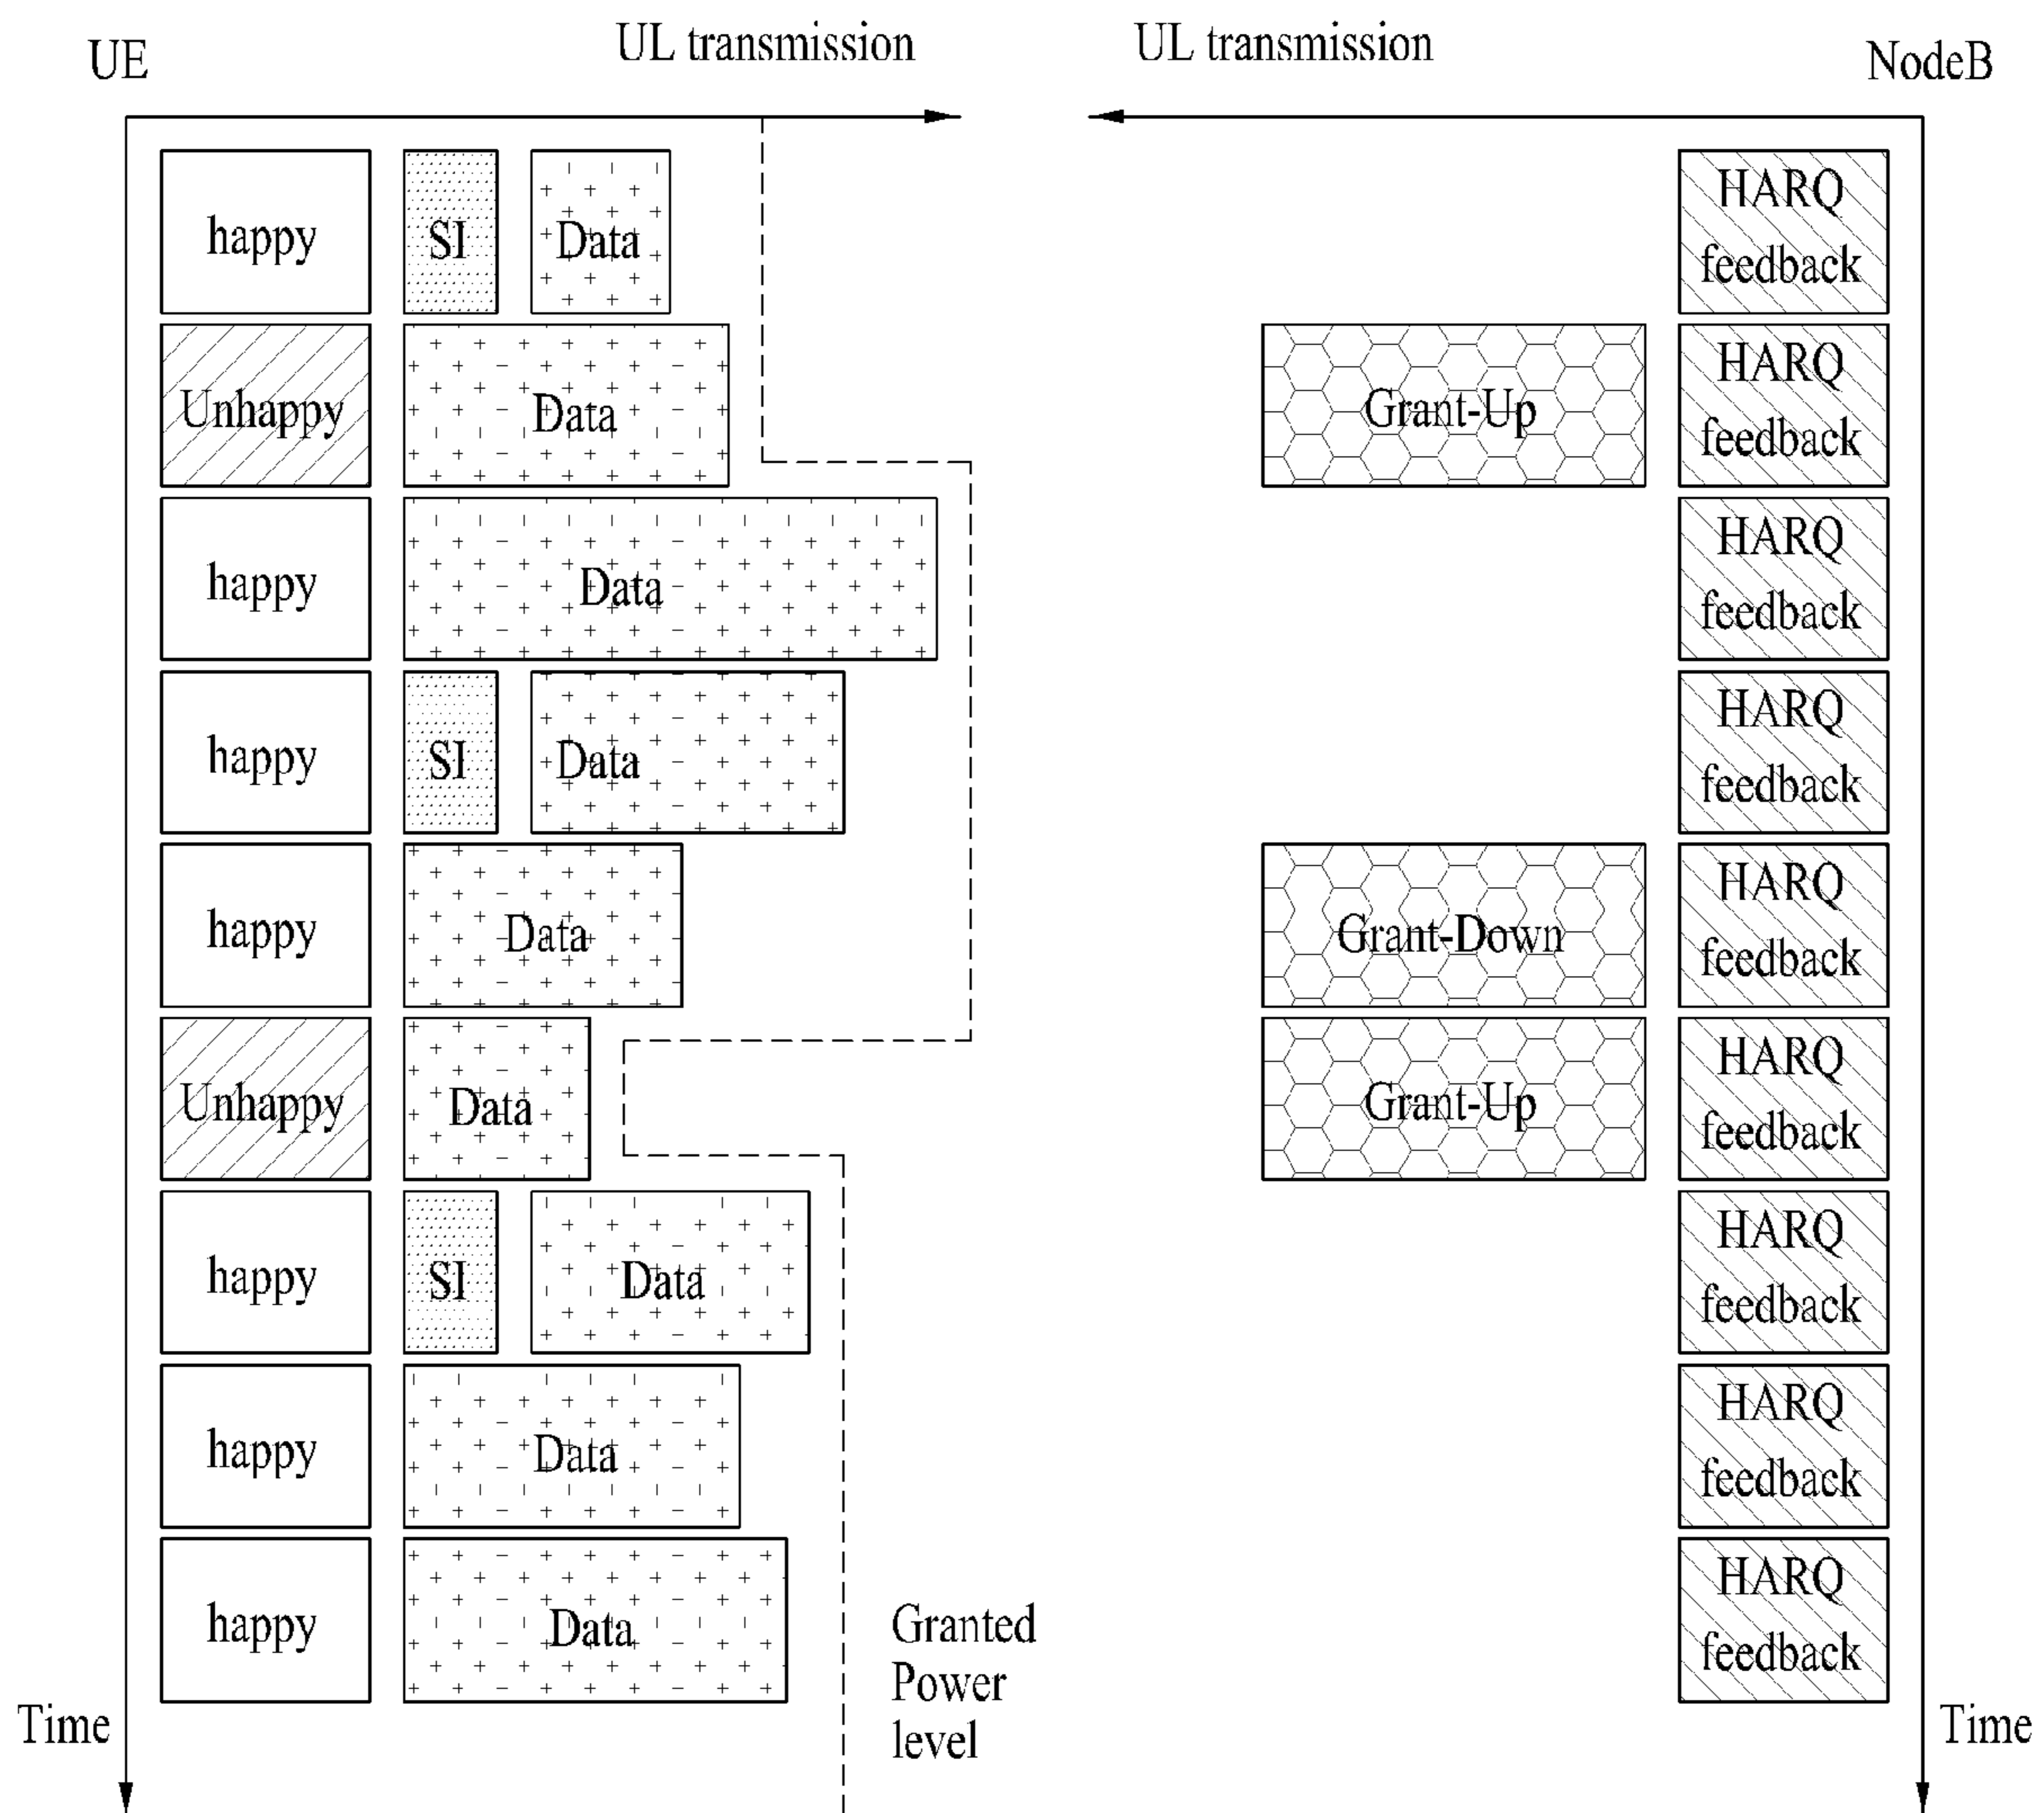 UE
UL transmission
UL transmission
NodeB
happy
SI
Data
HARQ
feedback
Unhappy
Data
Grant-Up
HARQ
feedback
happy
Data
HARQ
feedback
happy
SI
Data
HARQ
feedback
happy
Data
Grant-Down
HARQ
feedback
Unhappy
Data
Grant-Up
HARQ
feedback
happy
SI
Data
HARQ
feedback
happy
Data
HARQ
feedback
happy
Data
HARQ
feedback
Granted
Power
level
Time
Time